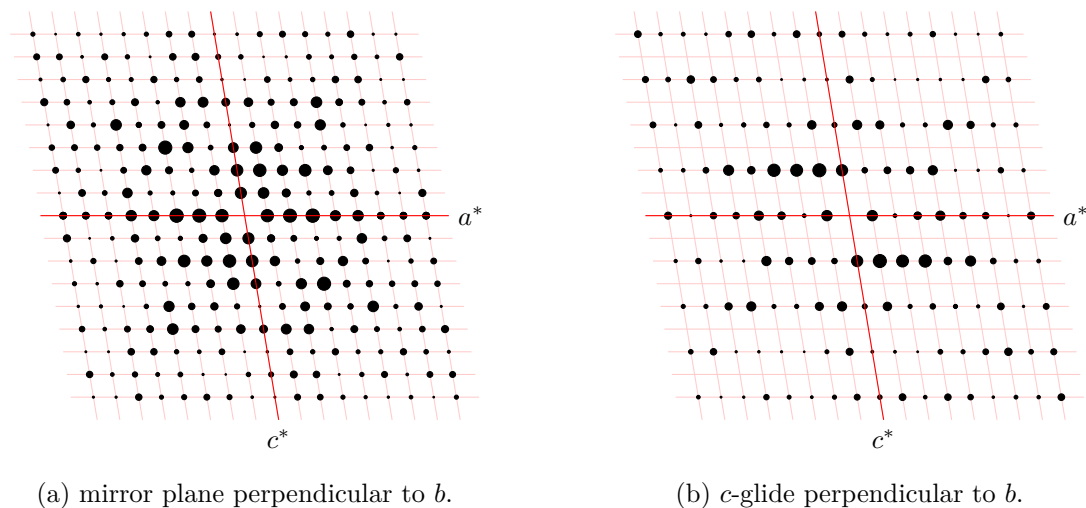 a*
c*
(a) mirror plane perpendicular to b.
a*
c*
(b) c-glide perpendicular to b.